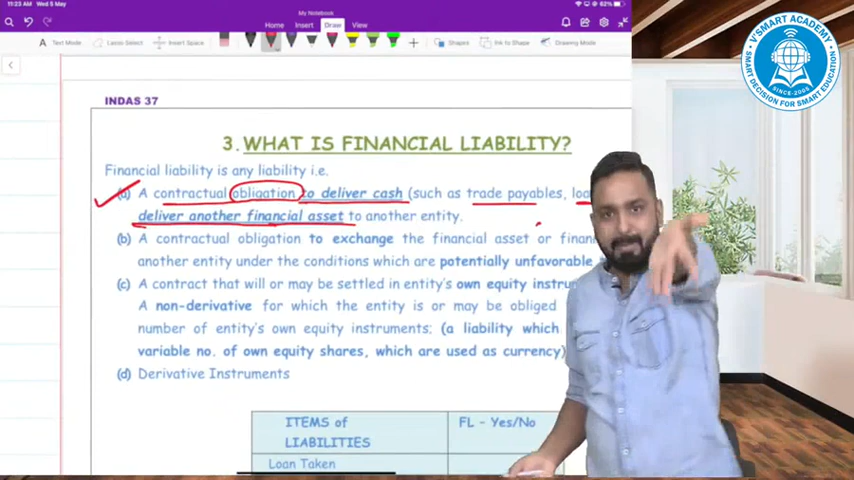 11:23 AM Wed 5 May
62%
My Notebook
Home Insert Draw View
Text Mode Lasso Select Insert Space Shapes Ink to Shape Drawing Mode
V'SMART ACADEMY
SINCE-2005
SMART DECISION FOR SMART EDUCATION
INDAS 37
3. WHAT IS FINANCIAL LIABILITY?
Financial liability is any liability i.e.
(a) A contractual obligation to deliver cash (such as trade payables,
deliver another financial asset to another entity.
(b) A contractual obligation to exchange the financial asset or
another entity under the conditions which are potentially unfavorable
(c) A contract that will or may be settled in entity's own equity
A non-derivative for which the entity is or may be obliged
number of entity's own equity instruments; (a liability which
variable no. of own equity shares, which are used as currency)
(d) Derivative Instruments
ITEMS of LIABILITIES
FL - Yes/No
Loan Taken